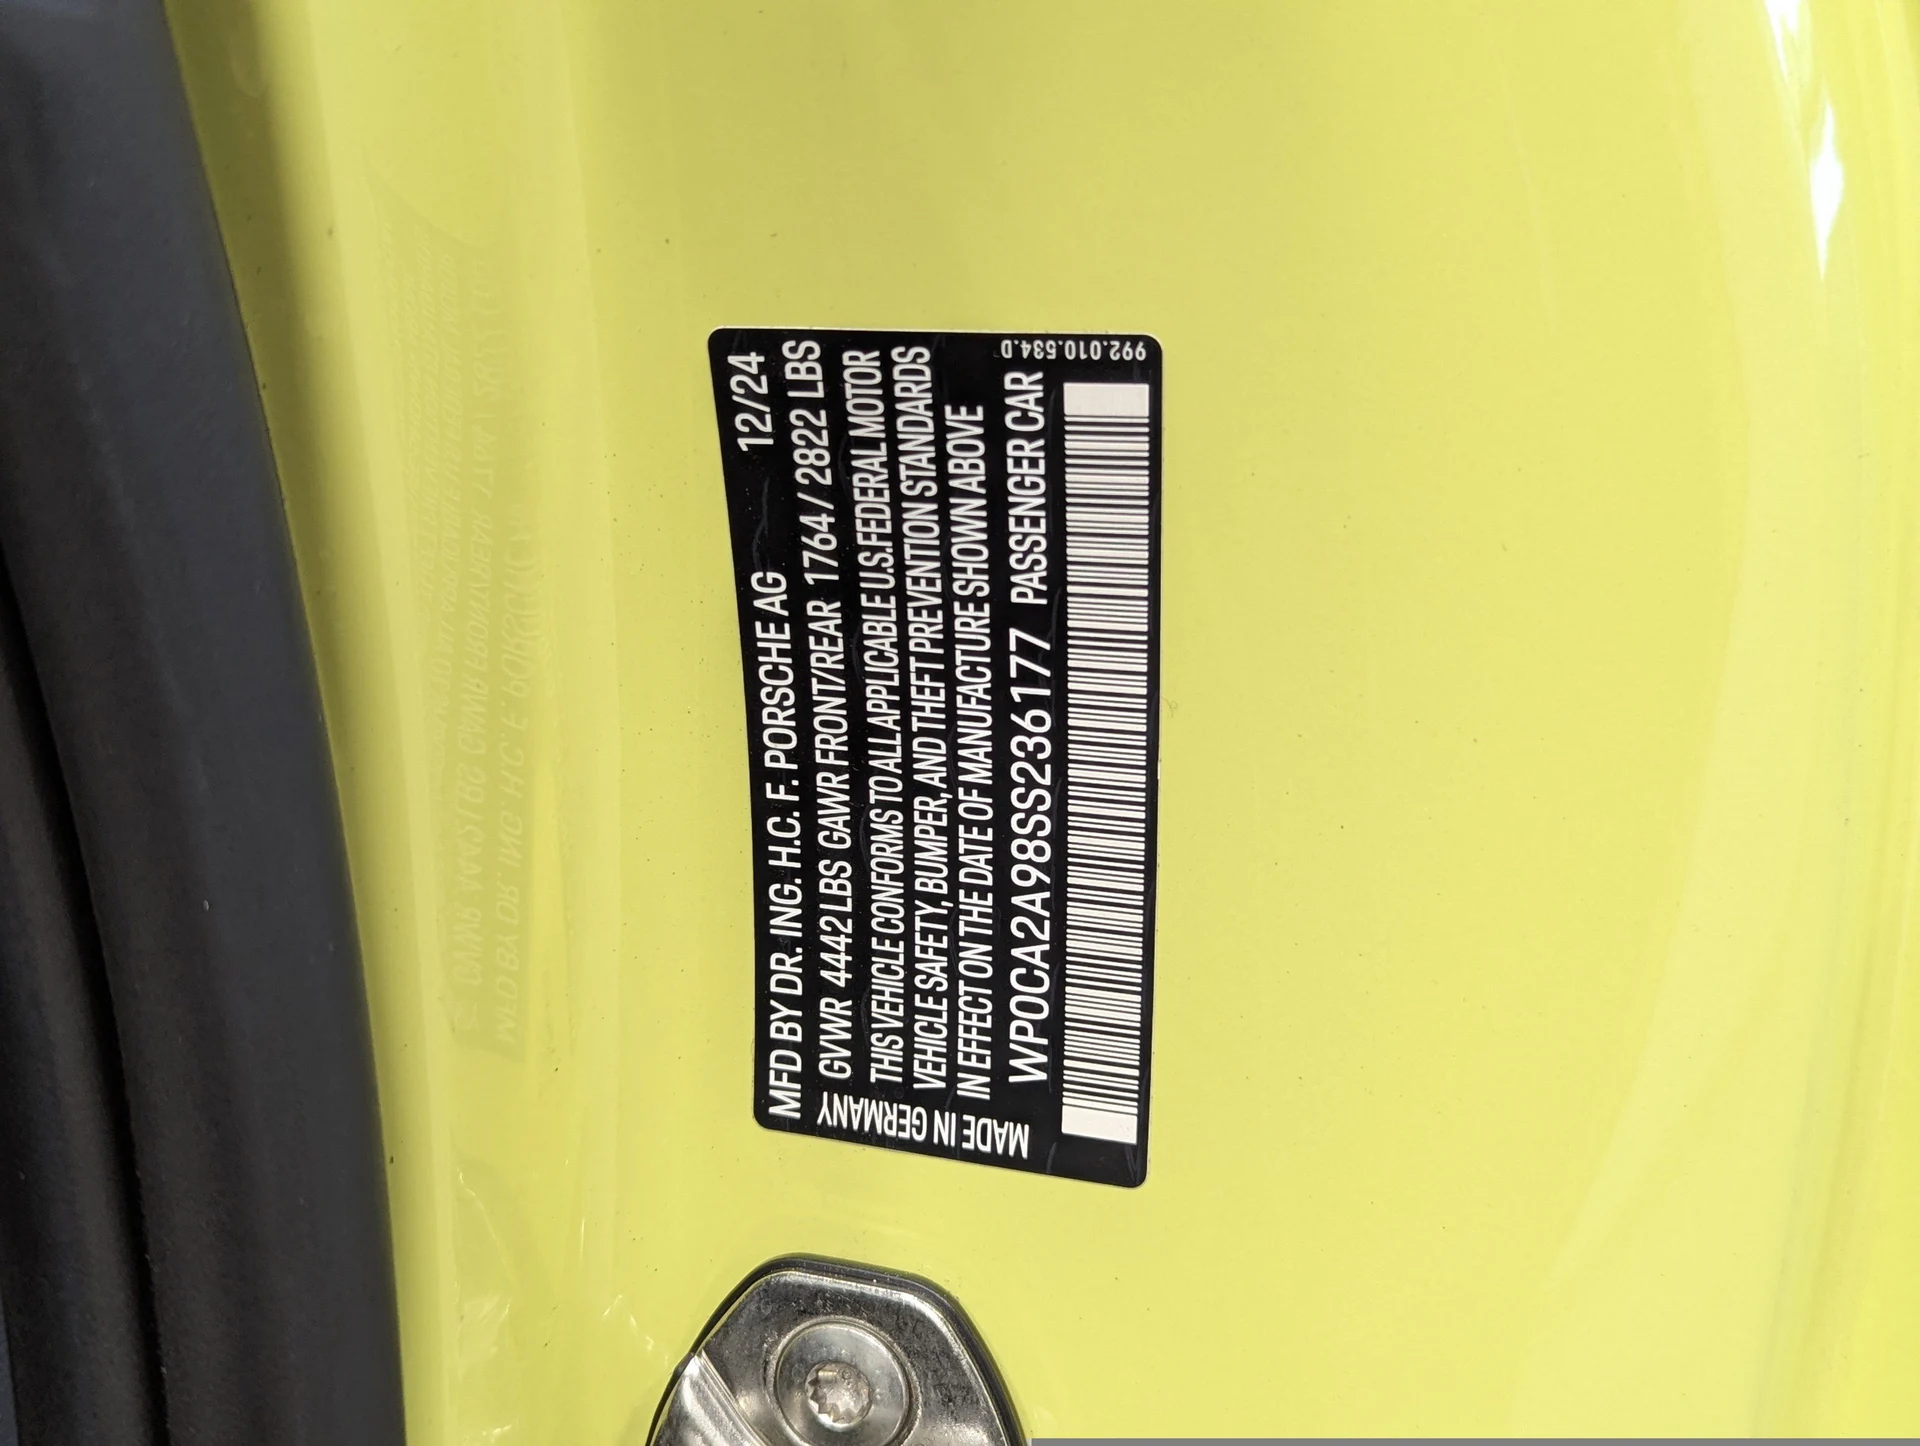 MFD BY DR. ING. H.C. F. PORSCHE AG 12/24
GVWR 4442 LBS GAWR FRONT/REAR 1764 / 2822 LBS
THIS VEHICLE CONFORMS TO ALL APPLICABLE U.S. FEDERAL MOTOR
VEHICLE SAFETY, BUMPER, AND THEFT PREVENTION STANDARDS
IN EFFECT ON THE DATE OF MANUFACTURE SHOWN ABOVE
WP0CA2A98SS236177 PASSENGER CAR
MADE IN GERMANY
992.010.534.D